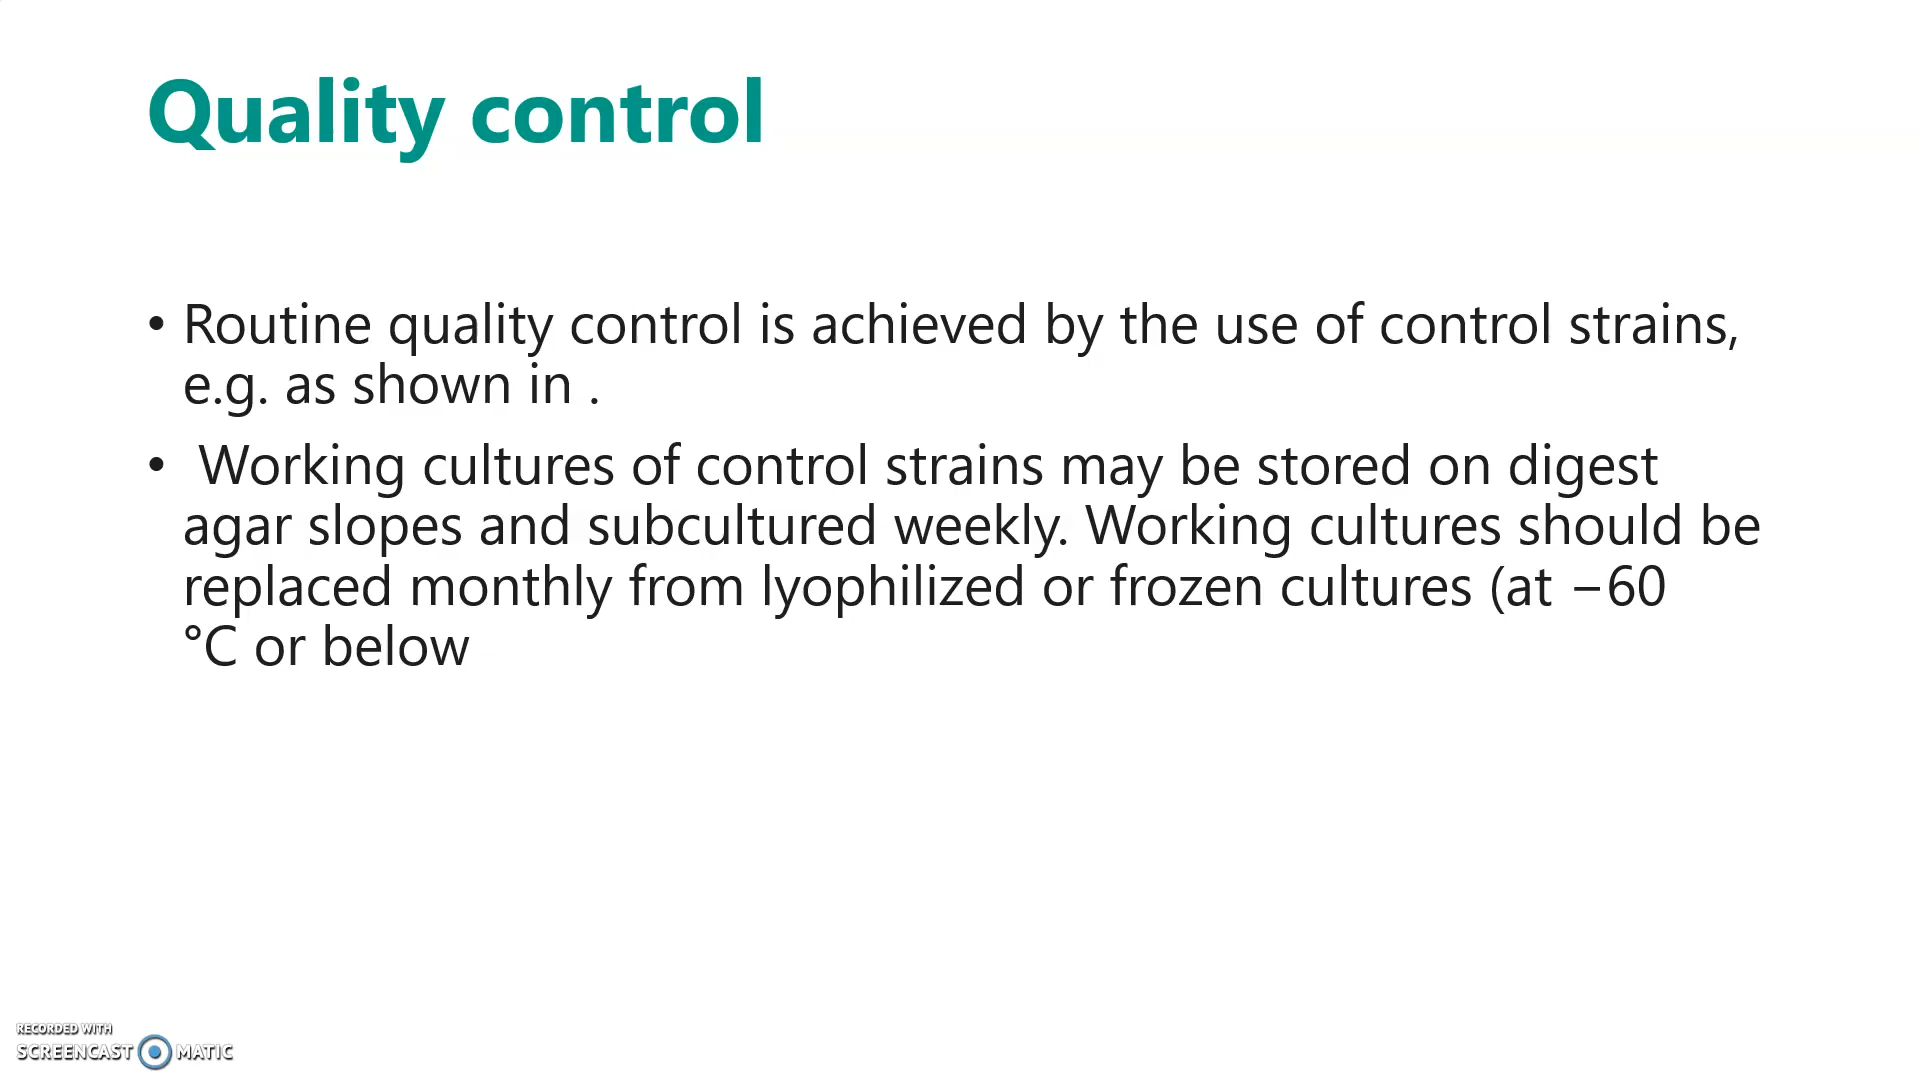 Quality control
• Routine quality control is achieved by the use of control strains,
e.g. as shown in .
• Working cultures of control strains may be stored on digest
agar slopes and subcultured weekly. Working cultures should be
replaced monthly from lyophilized or frozen cultures (at −60
°C or below
RECORDED WITH
SCREENCAST MATIC